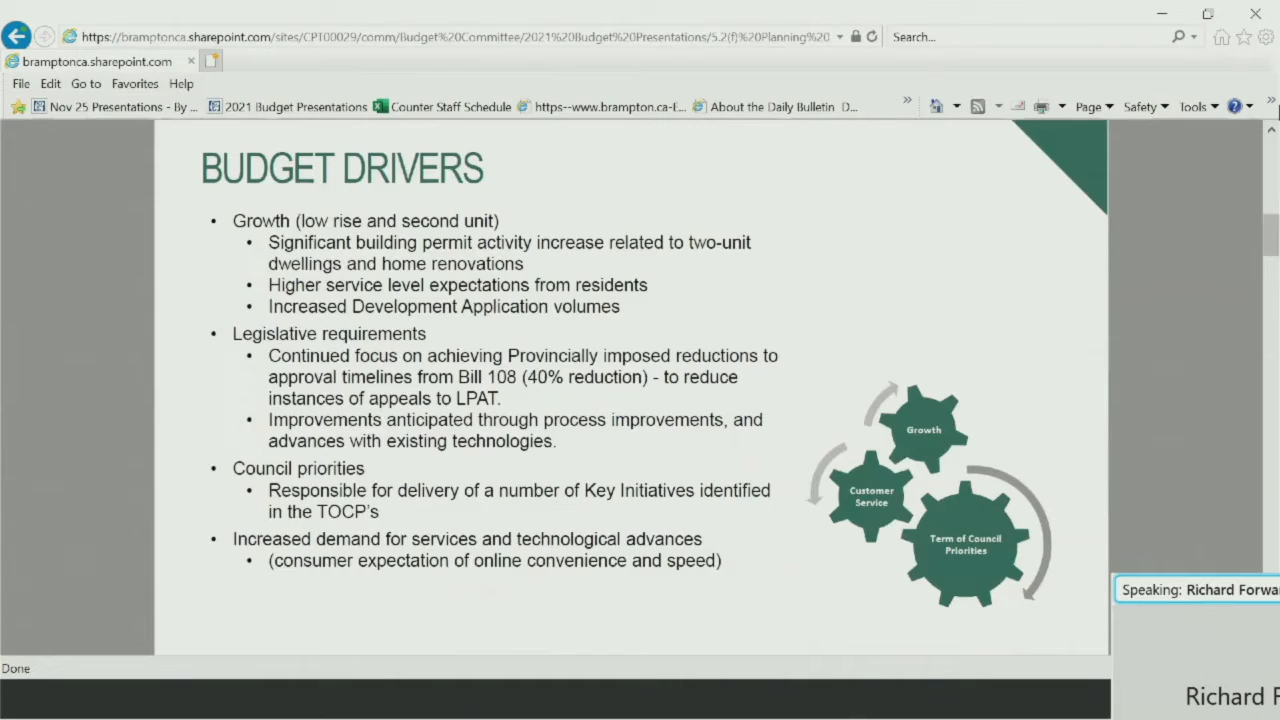 https://bramptonca.sharepoint.com/sites/CPT00029/comm/Budget%20Committee/2021%20Budget%20Presentations/5.2(f)%20Planning%20
Search...
bramptonca.sharepoint.com
File Edit Go to Favorites Help
Nov 25 Presentations - By ... 2021 Budget Presentations Counter Staff Schedule https--www.brampton.ca-E... About the Daily Bulletin D... Page Safety Tools
BUDGET DRIVERS
• Growth (low rise and second unit)
• Significant building permit activity increase related to two-unit
dwellings and home renovations
• Higher service level expectations from residents
• Increased Development Application volumes
• Legislative requirements
• Continued focus on achieving Provincially imposed reductions to
approval timelines from Bill 108 (40% reduction) - to reduce
instances of appeals to LPAT.
• Improvements anticipated through process improvements, and
advances with existing technologies.
• Council priorities
• Responsible for delivery of a number of Key Initiatives identified
in the TOCP's
• Increased demand for services and technological advances
• (consumer expectation of online convenience and speed)
Growth
Customer
Service
Term of Council
Priorities
Speaking: Richard Forwa
Done
Richard F